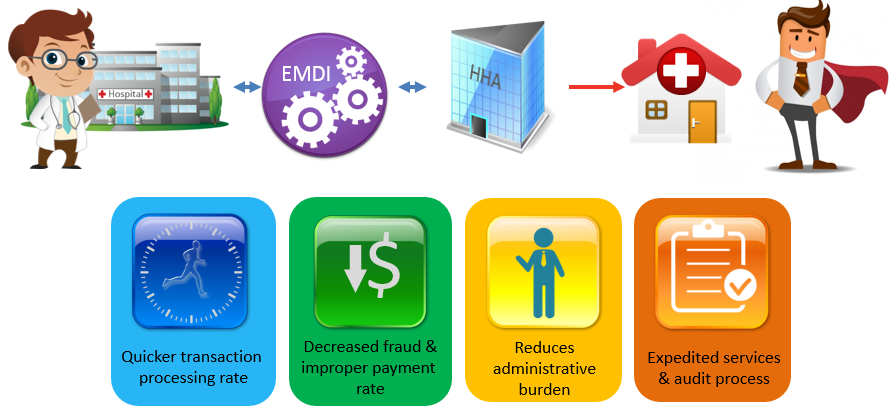 Hospital
EMDI
HHA
Quicker transaction
processing rate
Decreased fraud &
improper payment
rate
Reduces
administrative
burden
Expedited services
& audit process